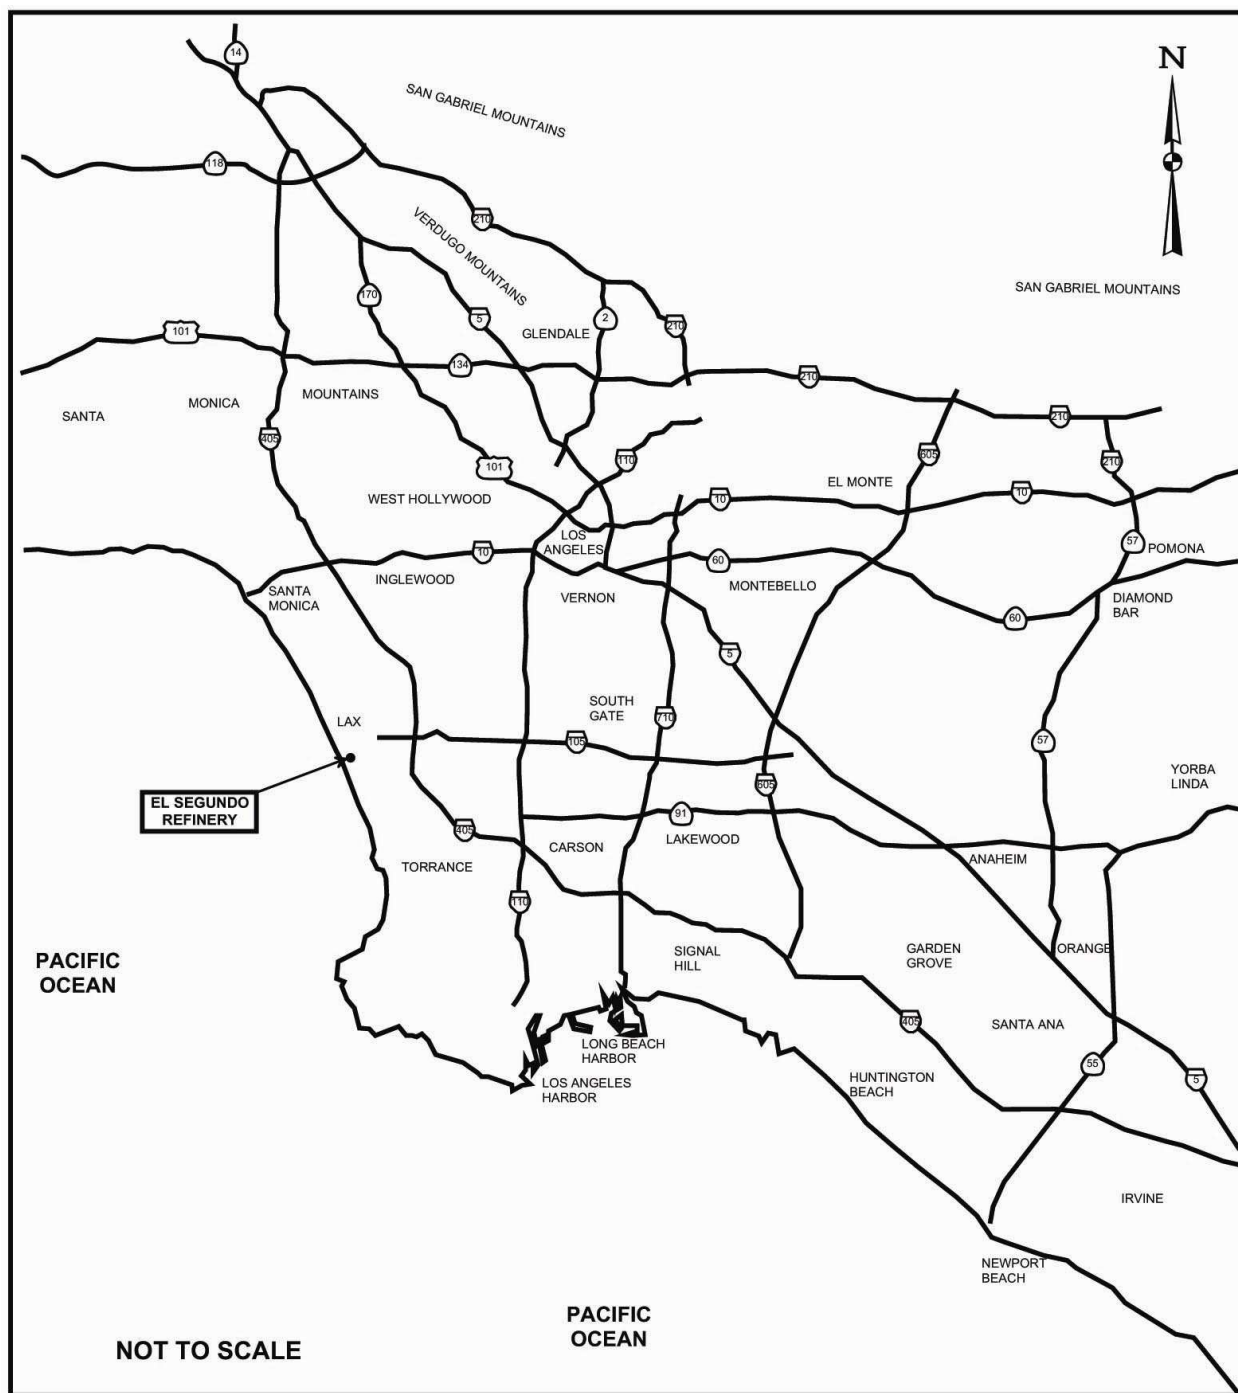 N
14
SAN GABRIEL MOUNTAINS
118
210
VERDUGO MOUNTAINS
SAN GABRIEL MOUNTAINS
170
5
2
GLENDALE
210
101
134
210
MONICA
MOUNTAINS
SANTA
210
405
110
605
210
101
EL MONTE
WEST HOLLYWOOD
10
10
LOS
ANGELES
57
POMONA
10
60
INGLEWOOD
MONTEBELLO
SANTA
MONICA
VERNON
DIAMOND
BAR
60
5
SOUTH
GATE
LAX
710
105
57
YORBA
LINDA
605
EL SEGUNDO
REFINERY
91
405
CARSON
LAKEWOOD
ANAHEIM
TORRANCE
110
PACIFIC
OCEAN
SIGNAL
HILL
GARDEN
GROVE
ORANGE
405
SANTA ANA
LONG BEACH
HARBOR
55
5
HUNTINGTON
BEACH
LOS ANGELES
HARBOR
IRVINE
NEWPORT
BEACH
PACIFIC
OCEAN
NOT TO SCALE